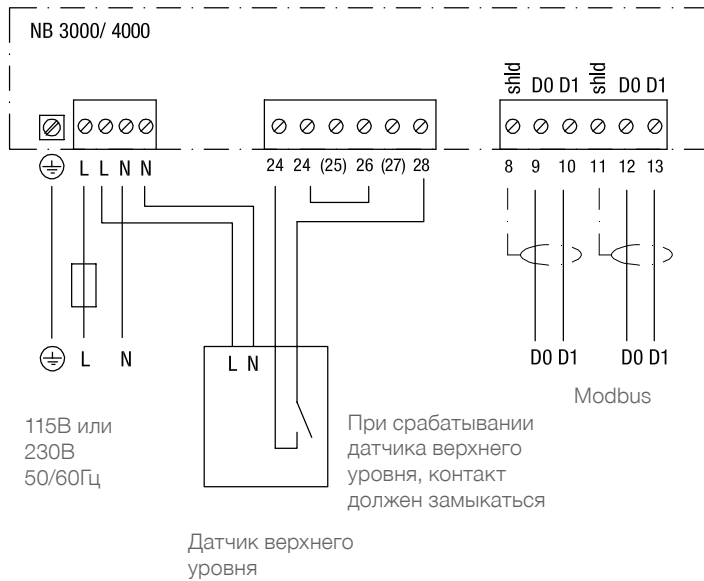 NB 3000/ 4000
shld D0 D1 shld D0 D1
L L N N
24 24 (25) 26 (27) 28
8 9 10 11 12 13
L N
L N
D0 D1 D0 D1
Modbus
115В или
230В
50/60Гц
При срабатывании
датчика верхнего
уровня, контакт
должен замыкаться
Датчик верхнего
уровня